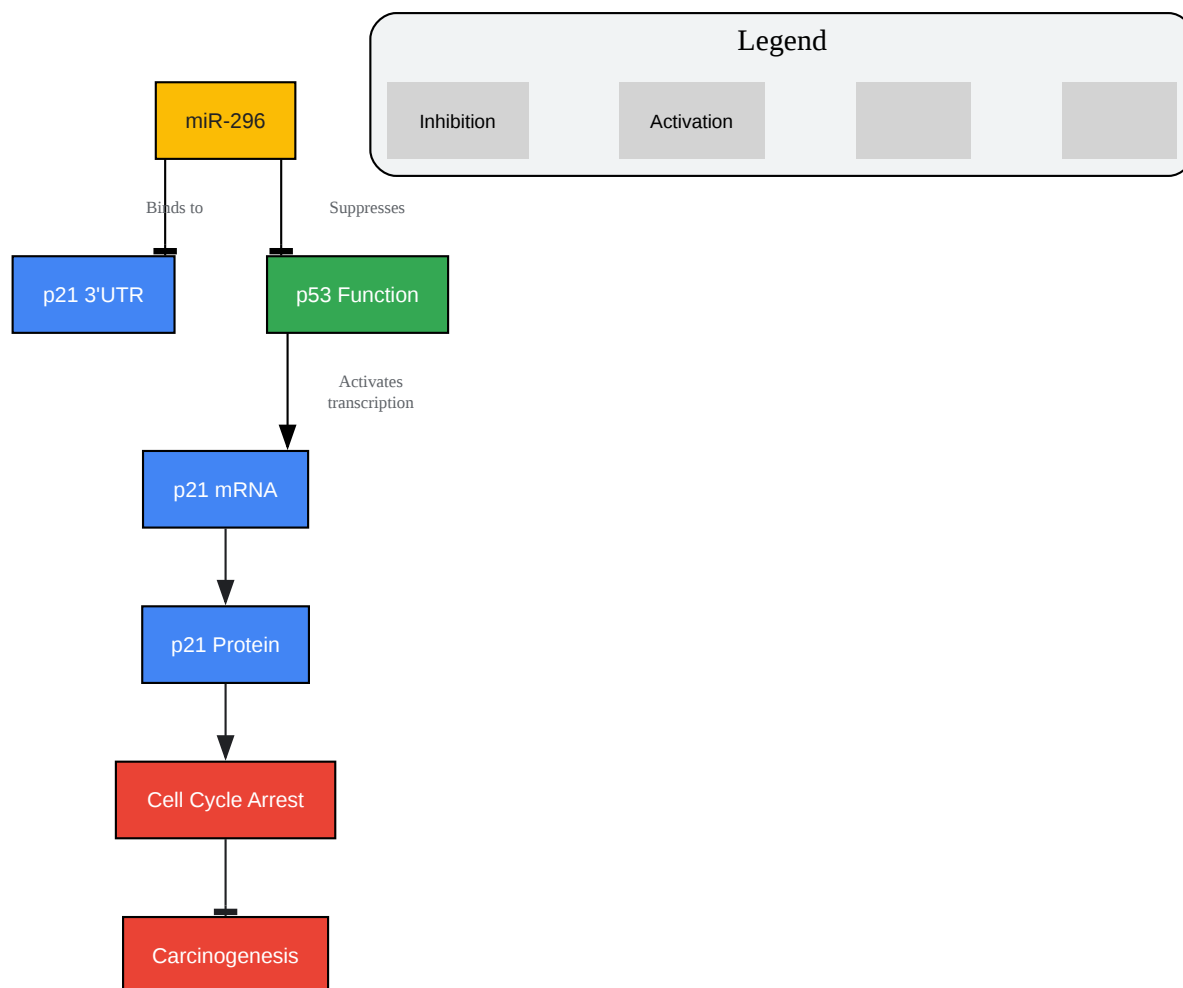 Legend
miR-296
Inhibition
Activation
Binds to
Suppresses
p21 3'UTR
p53 Function
Activates
transcription
p21 mRNA
p21 Protein
Cell Cycle Arrest
Carcinogenesis